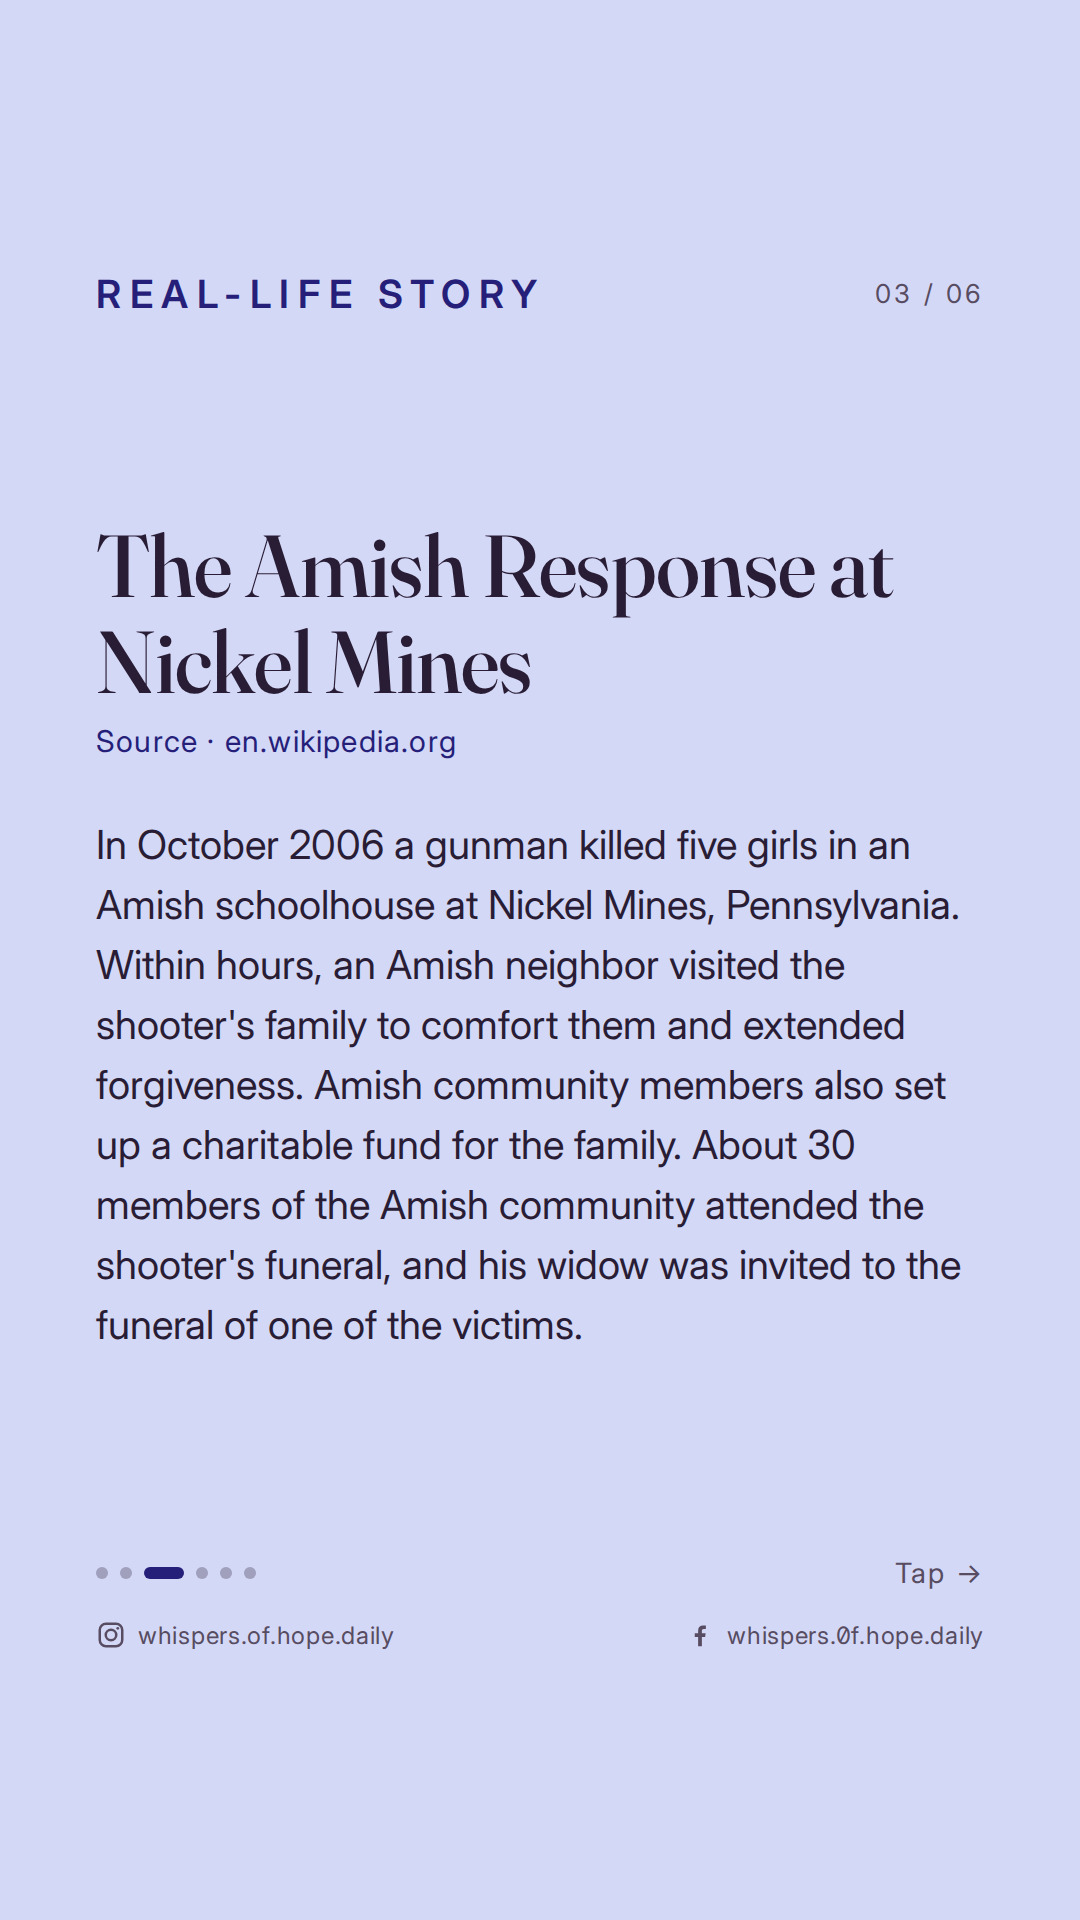 REAL-LIFE STORY
03 / 06
The Amish Response at
Nickel Mines
Source · en.wikipedia.org
In October 2006 a gunman killed five girls in an
Amish schoolhouse at Nickel Mines, Pennsylvania.
Within hours, an Amish neighbor visited the
shooter's family to comfort them and extended
forgiveness. Amish community members also set
up a charitable fund for the family. About 30
members of the Amish community attended the
shooter's funeral, and his widow was invited to the
funeral of one of the victims.
Tap →
whispers.of.hope.daily
whispers.0f.hope.daily